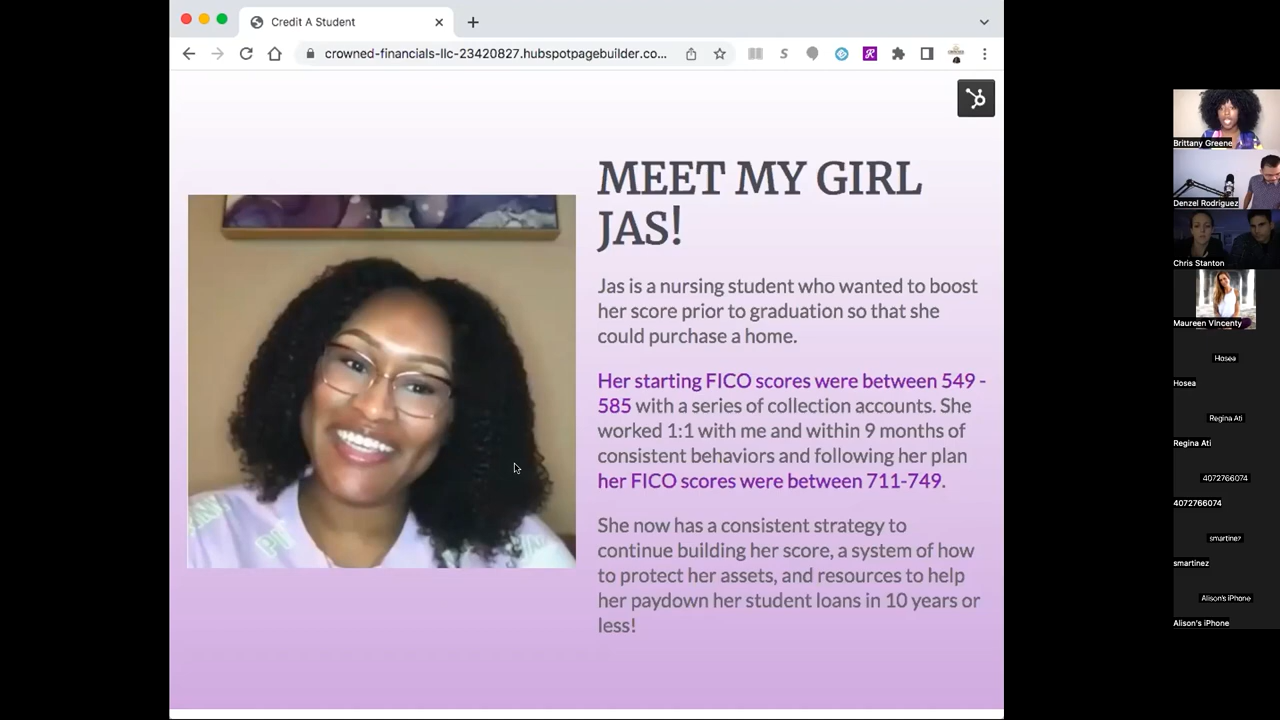 Credit A Student
crowned-financials-llc-23420827.hubspotpagebuilder.co...
MEET MY GIRL
JAS!
Jas is a nursing student who wanted to boost
her score prior to graduation so that she
could purchase a home.
Her starting FICO scores were between 549 -
585 with a series of collection accounts. She
worked 1:1 with me and within 9 months of
consistent behaviors and following her plan
her FICO scores were between 711-749.
She now has a consistent strategy to
continue building her score, a system of how
to protect her assets, and resources to help
her paydown her student loans in 10 years or
less!
Brittany Greene
Denzel Rodriguez
Chris Stanton
Maureen Vincenty
Hosea
Hosea
Regina Ati
Regina Ati
4072766074
4072766074
smartinez
smartinez
Alison's iPhone
Alison's iPhone